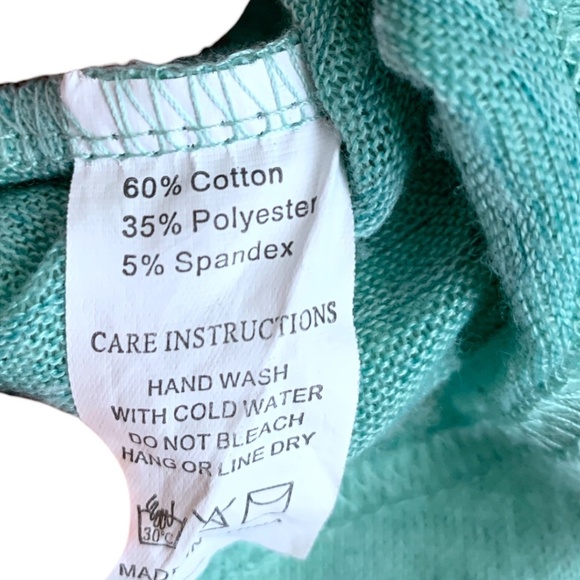 60% Cotton
35% Polyester
5% Spandex
CARE INSTRUCTIONS
HAND WASH
WITH COLD WATER
DO NOT BLEACH
HANG OR LINE DRY
30°C